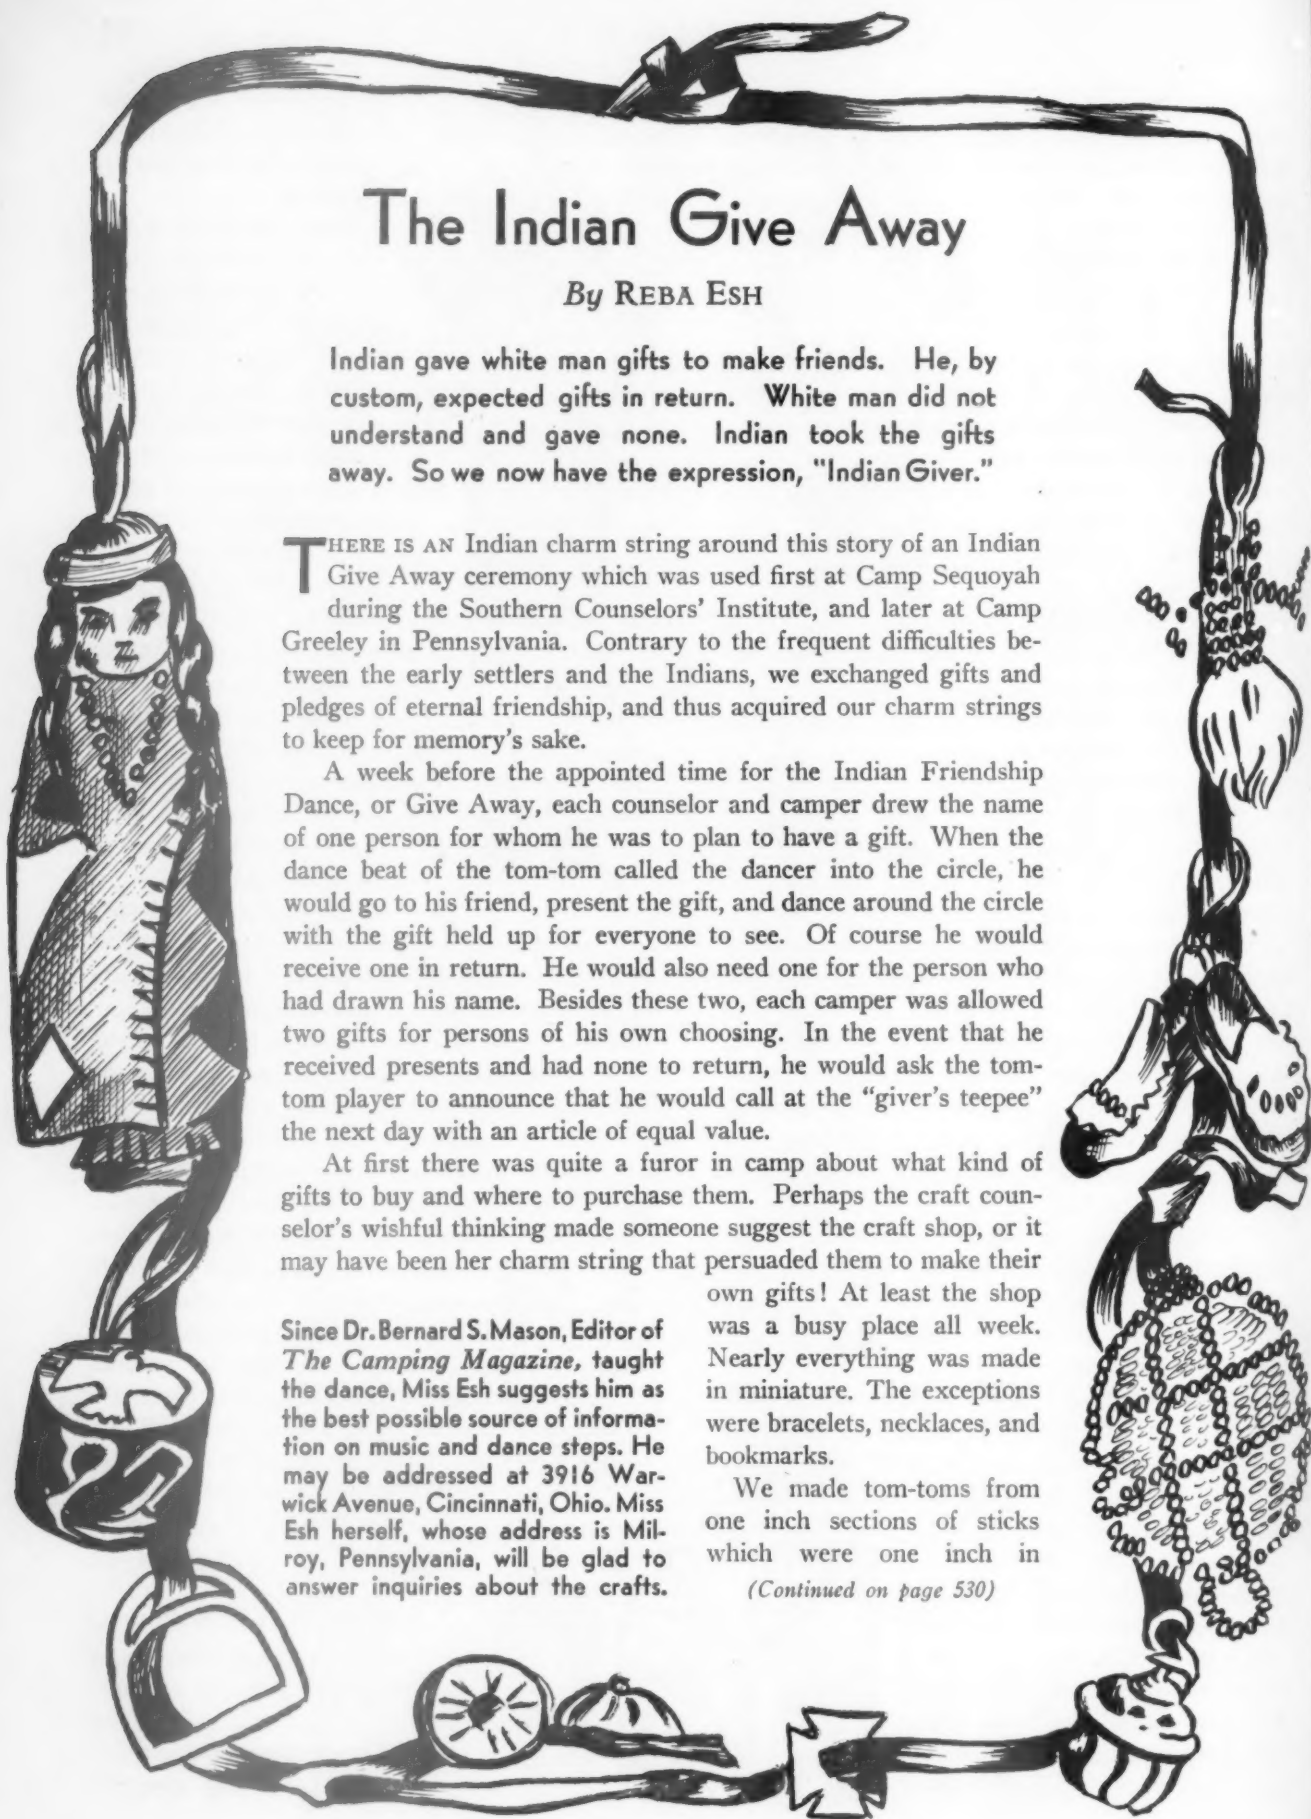 The Indian Give Away
By REBA ESH
Indian gave white man gifts to make friends. He, by
custom, expected gifts in return. White man did not
understand and gave none. Indian took the gifts
away. So we now have the expression, "Indian Giver."
THERE IS AN Indian charm string around this story of an Indian
Give Away ceremony which was used first at Camp Sequoyah
during the Southern Counselors' Institute, and later at Camp
Greeley in Pennsylvania. Contrary to the frequent difficulties be-
tween the early settlers and the Indians, we exchanged gifts and
pledges of eternal friendship, and thus acquired our charm strings
to keep for memory's sake.
A week before the appointed time for the Indian Friendship
Dance, or Give Away, each counselor and camper drew the name
of one person for whom he was to plan to have a gift. When the
dance beat of the tom-tom called the dancer into the circle, he
would go to his friend, present the gift, and dance around the circle
with the gift held up for everyone to see. Of course he would
receive one in return. He would also need one for the person who
had drawn his name. Besides these two, each camper was allowed
two gifts for persons of his own choosing. In the event that he
received presents and had none to return, he would ask the tom-
tom player to announce that he would call at the "giver's teepee"
the next day with an article of equal value.
At first there was quite a furor in camp about what kind of
gifts to buy and where to purchase them. Perhaps the craft coun-
selor's wishful thinking made someone suggest the craft shop, or it
may have been her charm string that persuaded them to make their
own gifts! At least the shop
was a busy place all week.
Nearly everything was made
in miniature. The exceptions
were bracelets, necklaces, and
bookmarks.
We made tom-toms from
one inch sections of sticks
which were one inch in
(Continued on page 530)
Since Dr. Bernard S. Mason, Editor of
The Camping Magazine, taught
the dance, Miss Esh suggests him as
the best possible source of informa-
tion on music and dance steps. He
may be addressed at 3916 War-
wick Avenue, Cincinnati, Ohio. Miss
Esh herself, whose address is Mil-
roy, Pennsylvania, will be glad to
answer inquiries about the crafts.